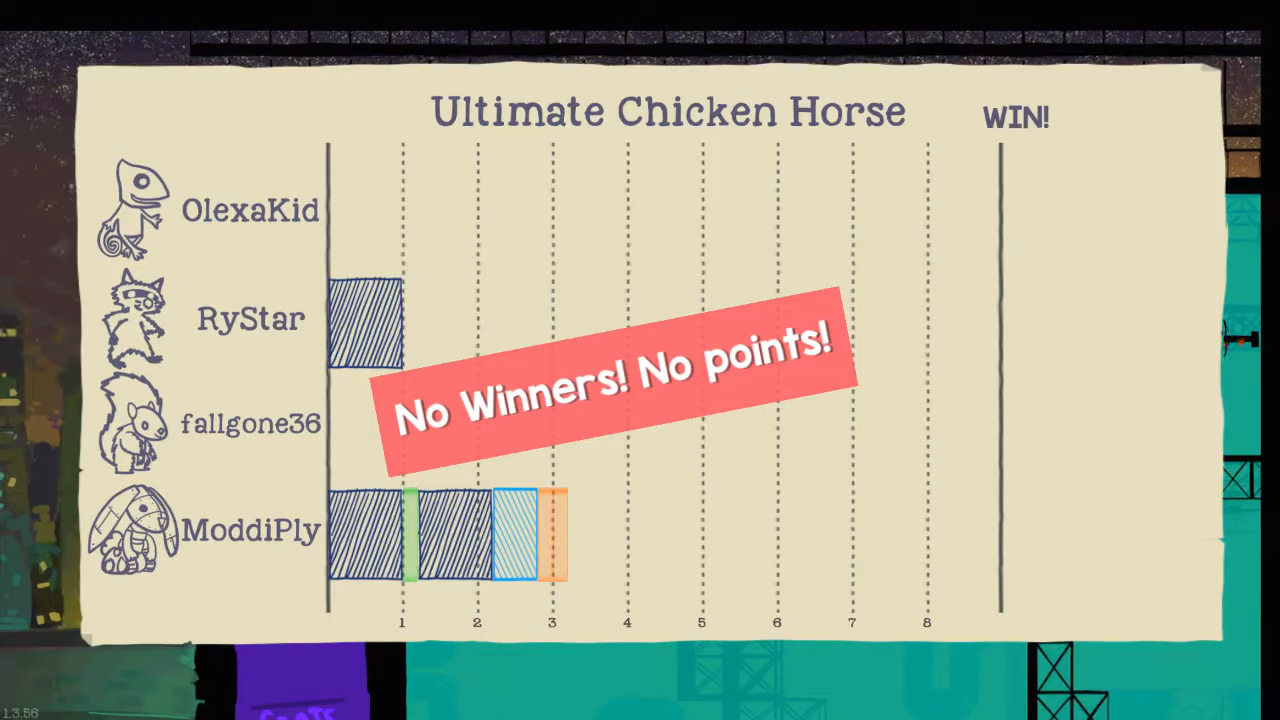 Ultimate Chicken Horse
WIN!
OlexaKid
RyStar
No Winners! No points!
fallgone36
ModdiPly
1 2 3 4 5 6 7 8
1.3.56